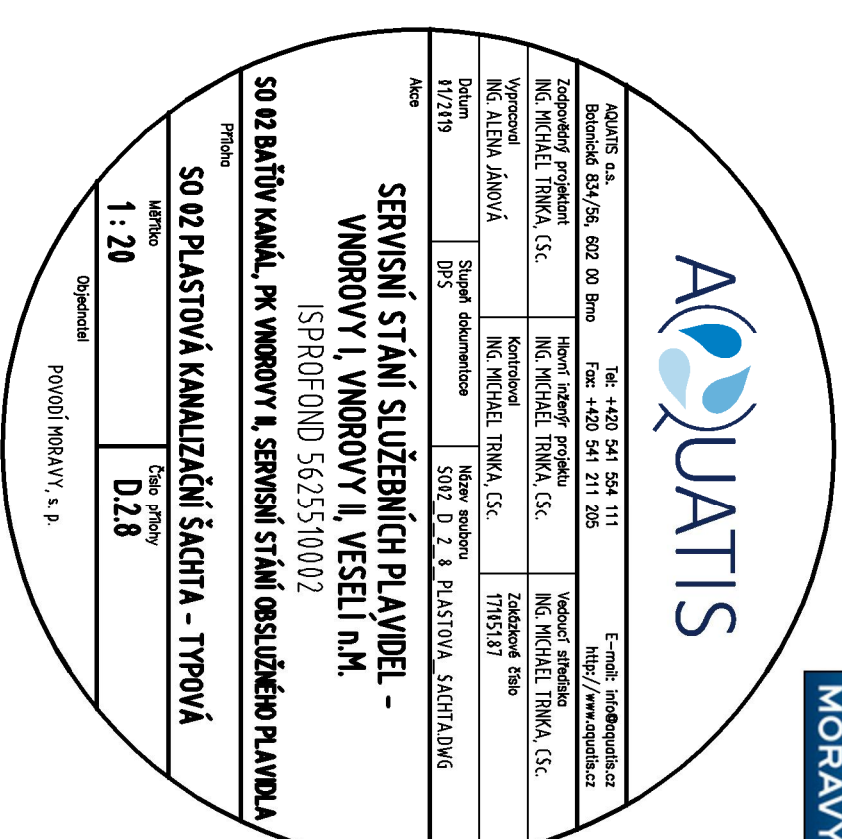 AQUATIS
AQUATIS a.s.
Botanická 834/56, 602 00 Brno
Tel: +420 541 554 111
Fax: +420 541 211 205
E-mail: info@aquatis.cz
http://www.aquatis.cz
Zodpovědný projektant
ING. MICHAEL TRNKA, CSc.
Hlavní inženýr projektu
ING. MICHAEL TRNKA, CSc.
Vedoucí střediska
ING. MICHAEL TRNKA, CSc.
Vypracoval
ING. ALENA JÁNOVÁ
Kontroloval
ING. MICHAEL TRNKA, CSc.
Zakázkové číslo
17105187
Datum
01/2019
Stupeň dokumentace
DPS
Název souboru
SO02_D_2_8_PLASTOVA_SACHTA.DWG
Akce
SERVISNÍ STÁNÍ SLUŽEBNÍCH PLAVIDEL -
VNOROVY I, VNOROVY II, VESELÍ n.M.
ISPROFOND 5625510002
SO 02 BAŤŮV KANÁL, PK VNOROVY II, SERVISNÍ STÁNÍ OBSLUŽNÉHO PLAVIDLA
Příloha
SO 02 PLASTOVÁ KANALIZAČNÍ ŠACHTA - TYPOVÁ
Měřítko
1 : 20
Číslo přílohy
D.2.8
Objednatel
POVODÍ MORAVY, s. p.
MORAVY